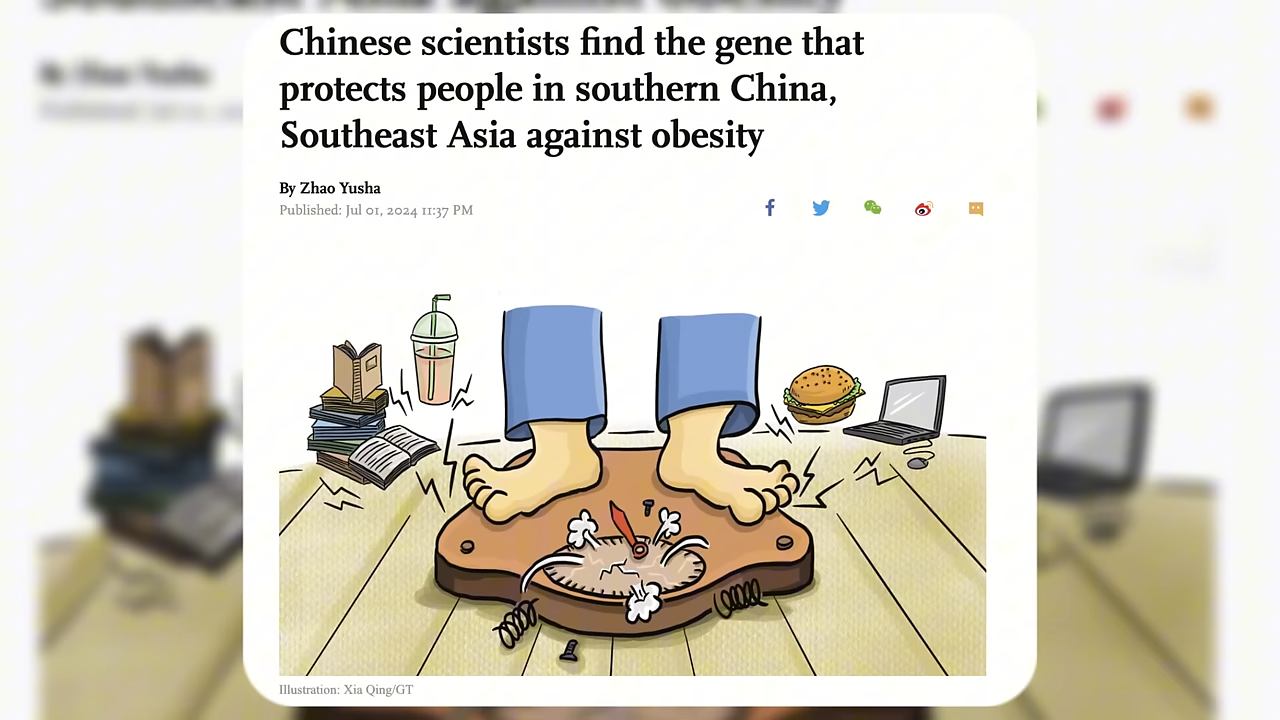 Chinese scientists find the gene that
protects people in southern China,
Southeast Asia against obesity
By Zhao Yusha
Published: Jul 01, 2024 11:37 PM
Illustration: Xia Qing/GT